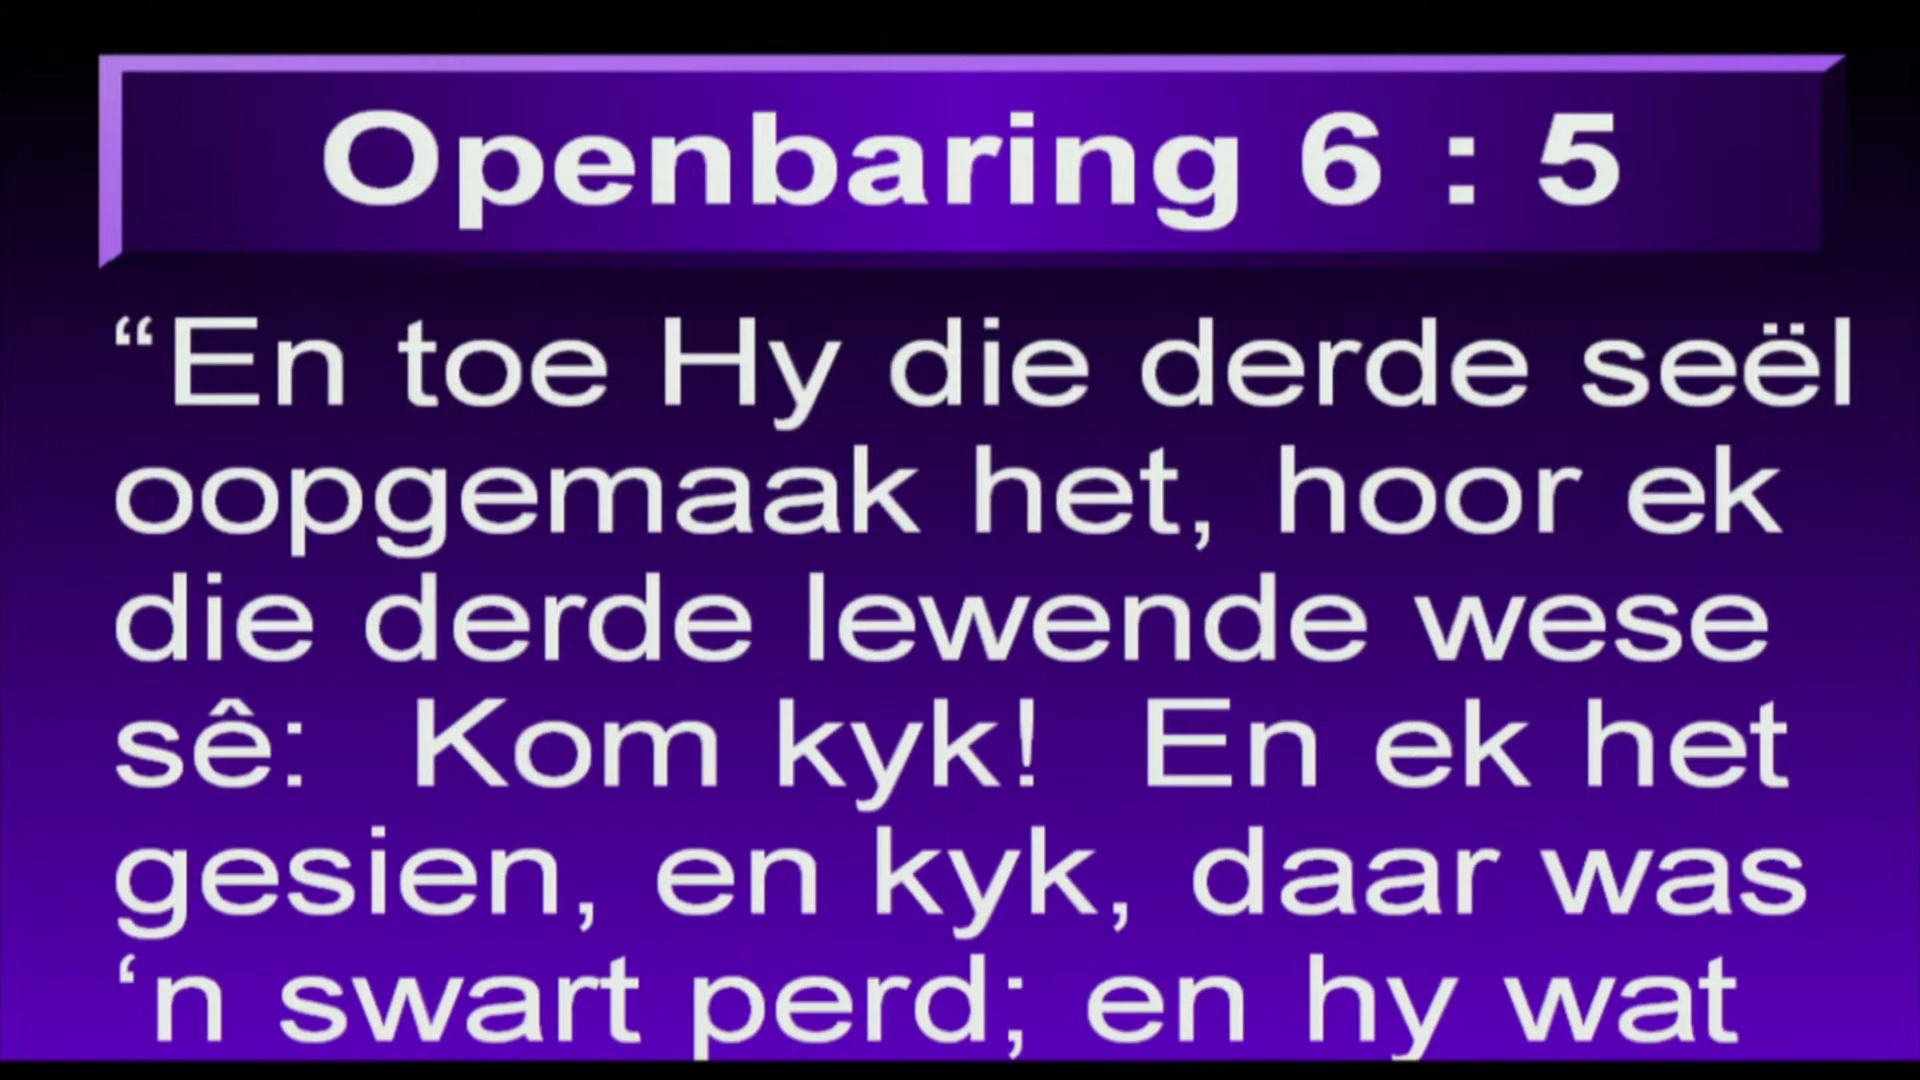 Openbaring 6 : 5
“En toe Hy die derde seël
oopgemaak het, hoor ek
die derde lewende wese
sê:  Kom kyk!  En ek het
gesien, en kyk, daar was
‘n swart perd; en hy wat